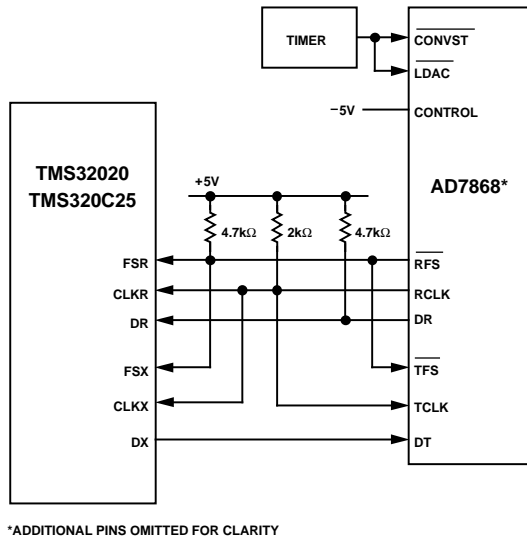 TIMER
CONVST
LDAC
−5V
CONTROL
TMS32020
TMS320C25
AD7868*
+5V
4.7kΩ
2kΩ
4.7kΩ
FSR
RFS
CLKR
RCLK
DR
DR
FSX
TFS
CLKX
TCLK
DX
DT
*ADDITIONAL PINS OMITTED FOR CLARITY